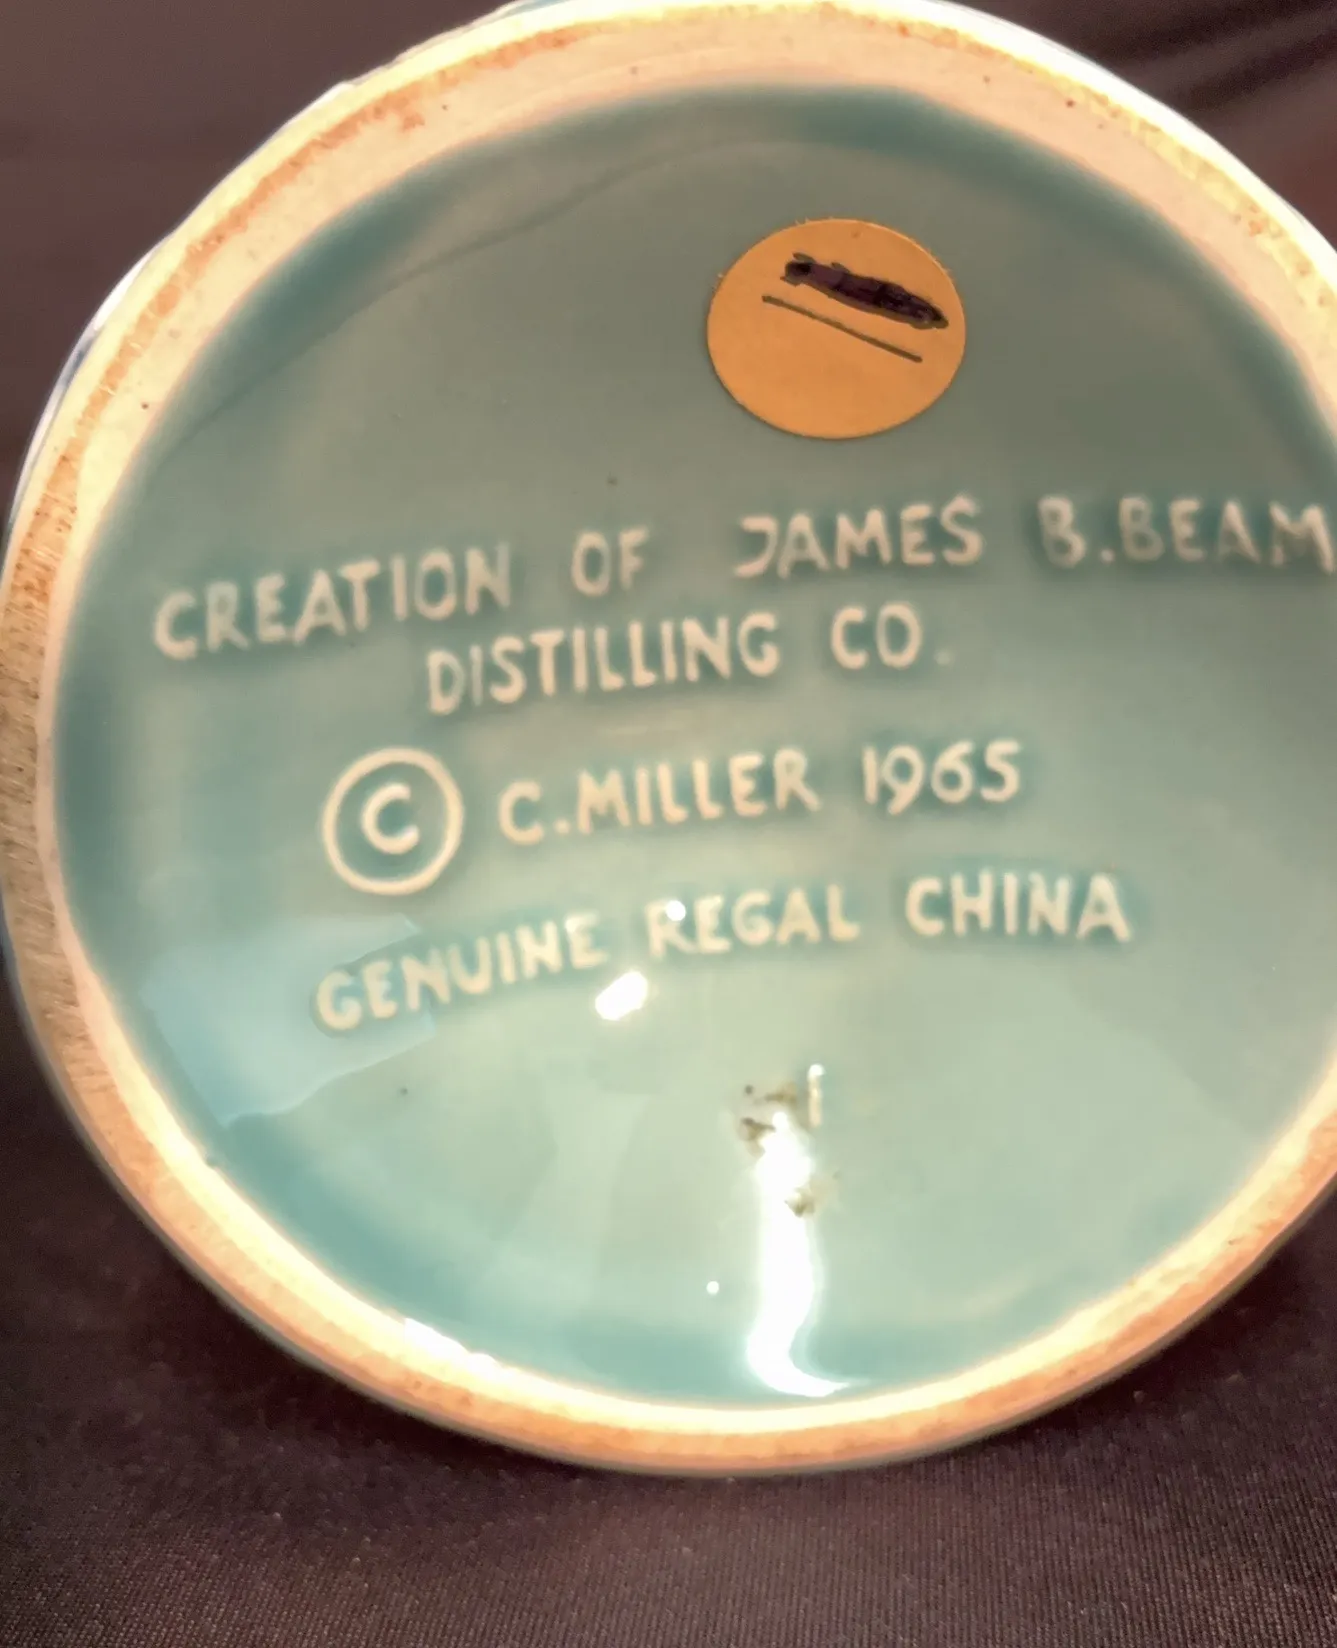 CREATION OF JAMES B.BEAM
DISTILLING CO.
© C.MILLER 1965
GENUINE REGAL CHINA